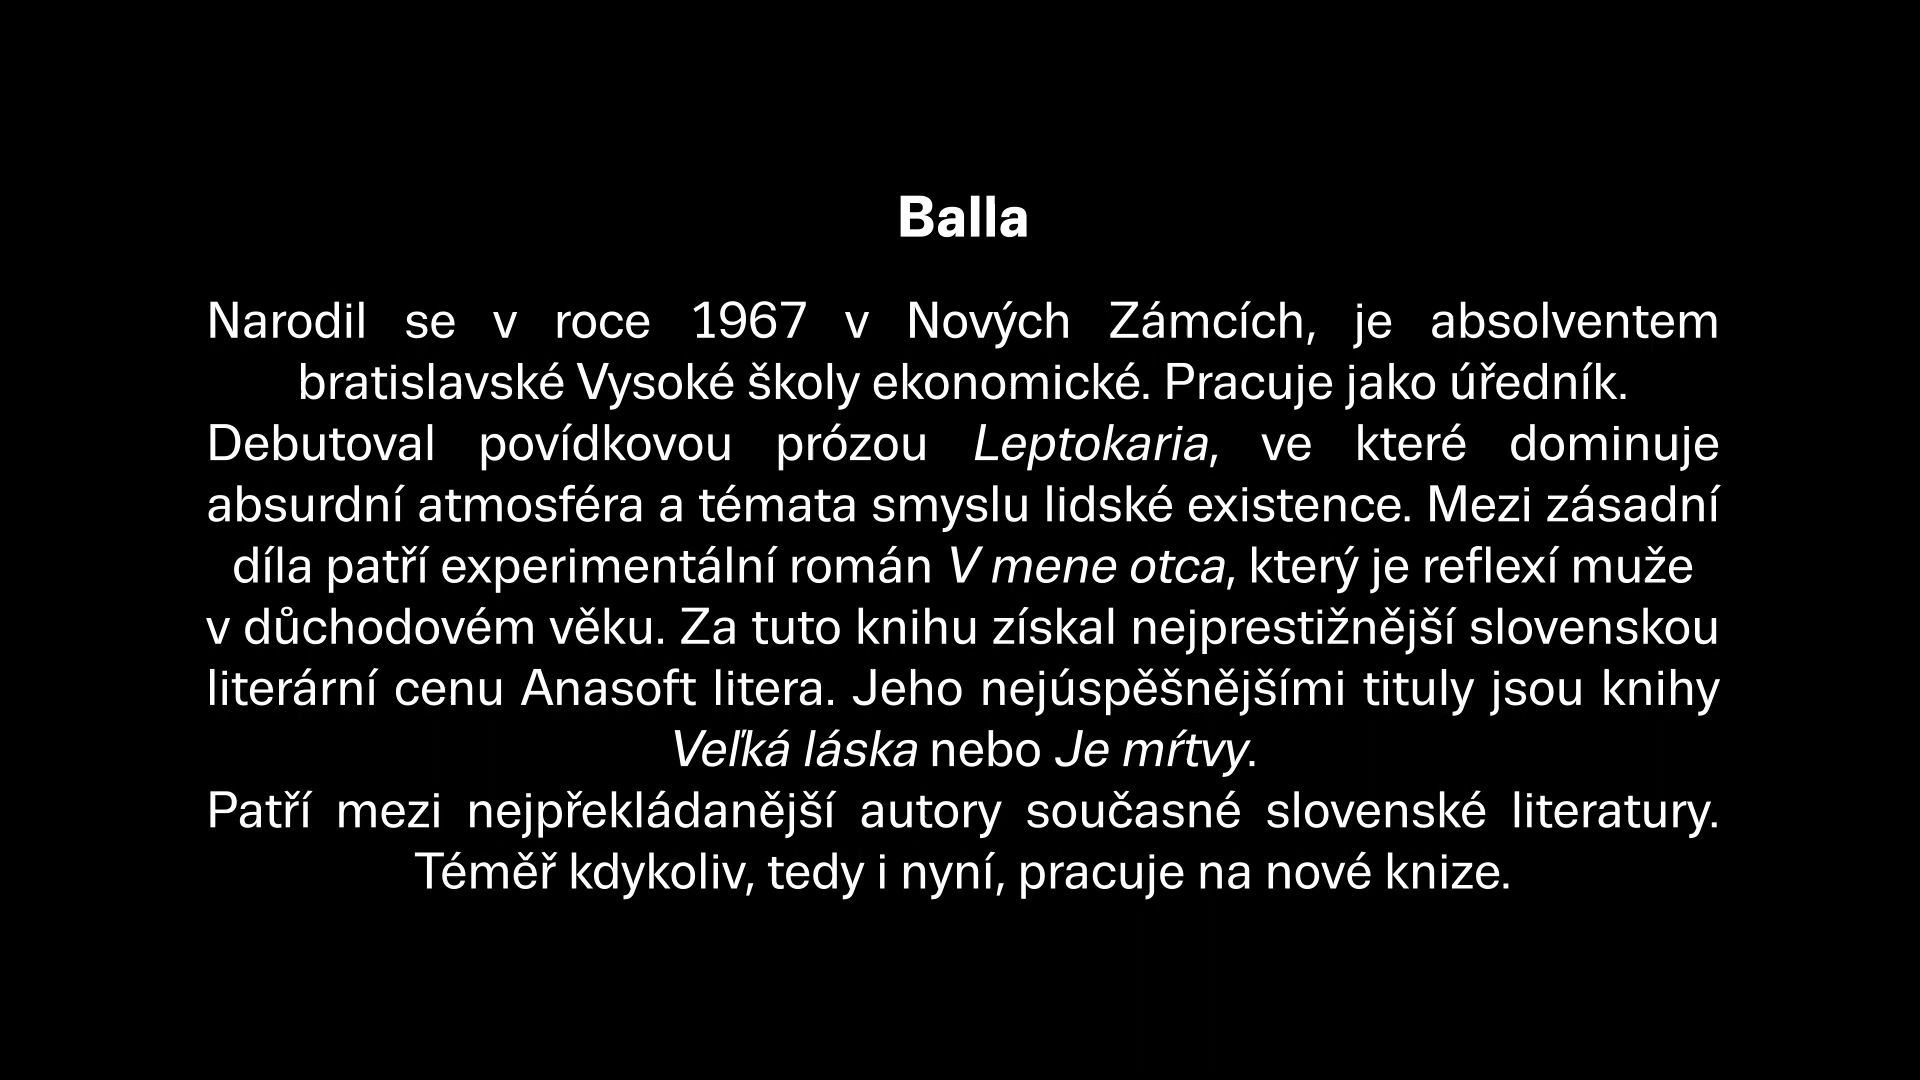 Balla
Narodil se v roce 1967 v Nových Zámcích, je absolventem
bratislavské Vysoké školy ekonomické. Pracuje jako úředník.
Debutoval povídkovou prózou Leptokaria, ve které dominuje
absurdní atmosféra a témata smyslu lidské existence. Mezi zásadní
díla patří experimentální román V mene otca, který je reflexí muže
v důchodovém věku. Za tuto knihu získal nejprestižnější slovenskou
literární cenu Anasoft litera. Jeho nejúspěšnějšími tituly jsou knihy
Veľká láska nebo Je mŕtvy.
Patří mezi nejpřekládanější autory současné slovenské literatury.
Téměř kdykoliv, tedy i nyní, pracuje na nové knize.